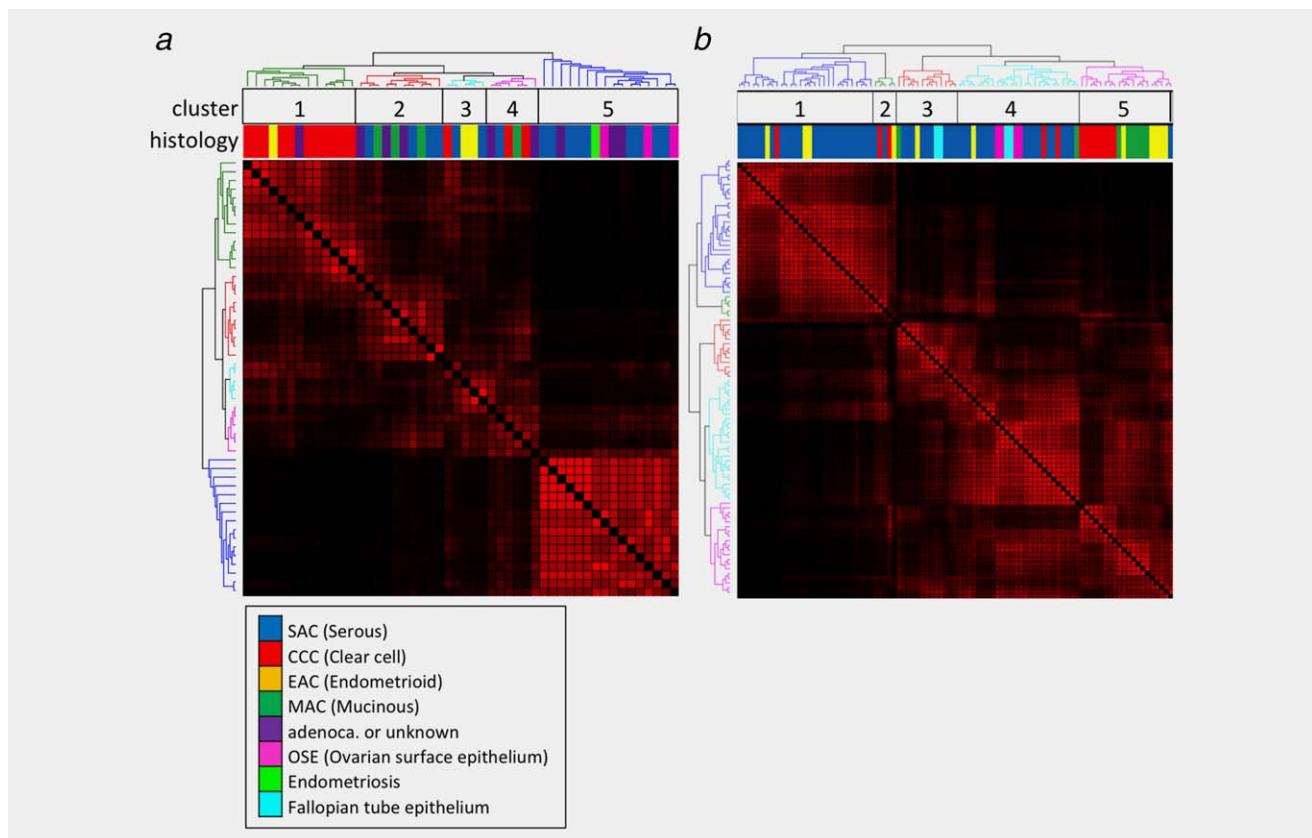 a
b
cluster 1 2 3 4 5
1 2 3 4 5
histology
SAC (Serous)
CCC (Clear cell)
EAC (Endometrioid)
MAC (Mucinous)
adenoca. or unknown
OSE (Ovarian surface epithelium)
Endometriosis
Fallopian tube epithelium